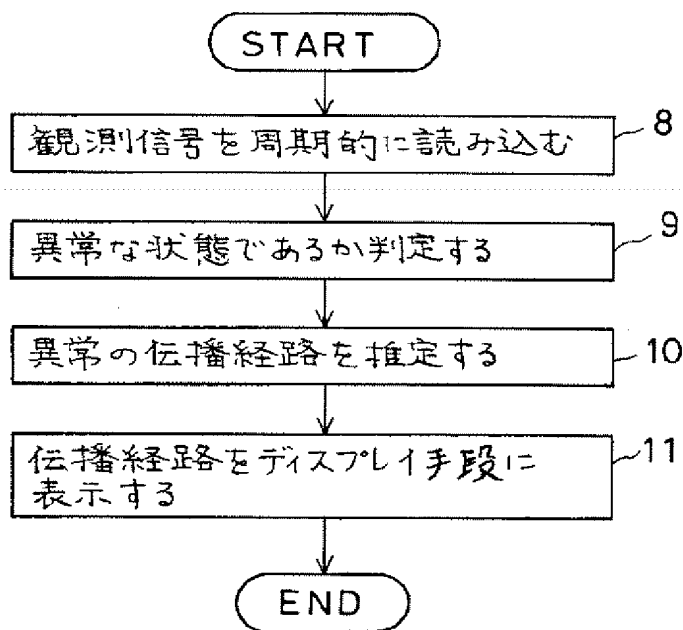 START
観測信号を周期的に読み込む
8
異常な状態であるか判定する
9
異常の伝播経路を推定する
10
伝播経路をディスプレイ手段に
表示する
11
END